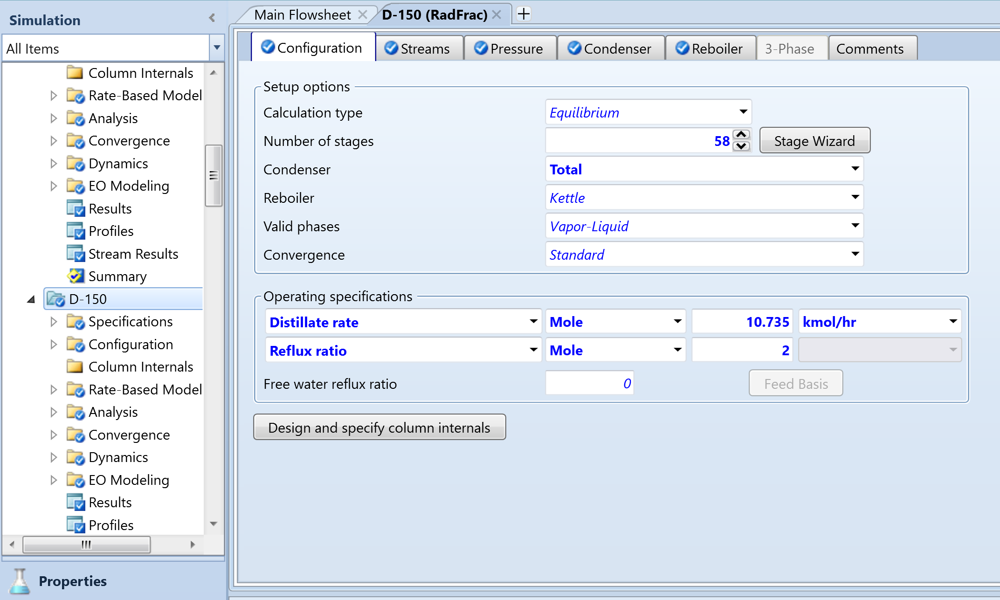 Simulation
All Items
Column Internals
Rate-Based Model
Analysis
Convergence
Dynamics
EO Modeling
Results
Profiles
Stream Results
Summary
D-150
Specifications
Configuration
Column Internals
Rate-Based Model
Analysis
Convergence
Dynamics
EO Modeling
Results
Profiles
Properties
Main Flowsheet D-150 (RadFrac)
Configuration Streams Pressure Condenser Reboiler 3-Phase Comments
Setup options
Calculation type Equilibrium
Number of stages 58 Stage Wizard
Condenser Total
Reboiler Kettle
Valid phases Vapor-Liquid
Convergence Standard
Operating specifications
Distillate rate Mole 10.735 kmol/hr
Reflux ratio Mole 2
Free water reflux ratio 0 Feed Basis
Design and specify column internals